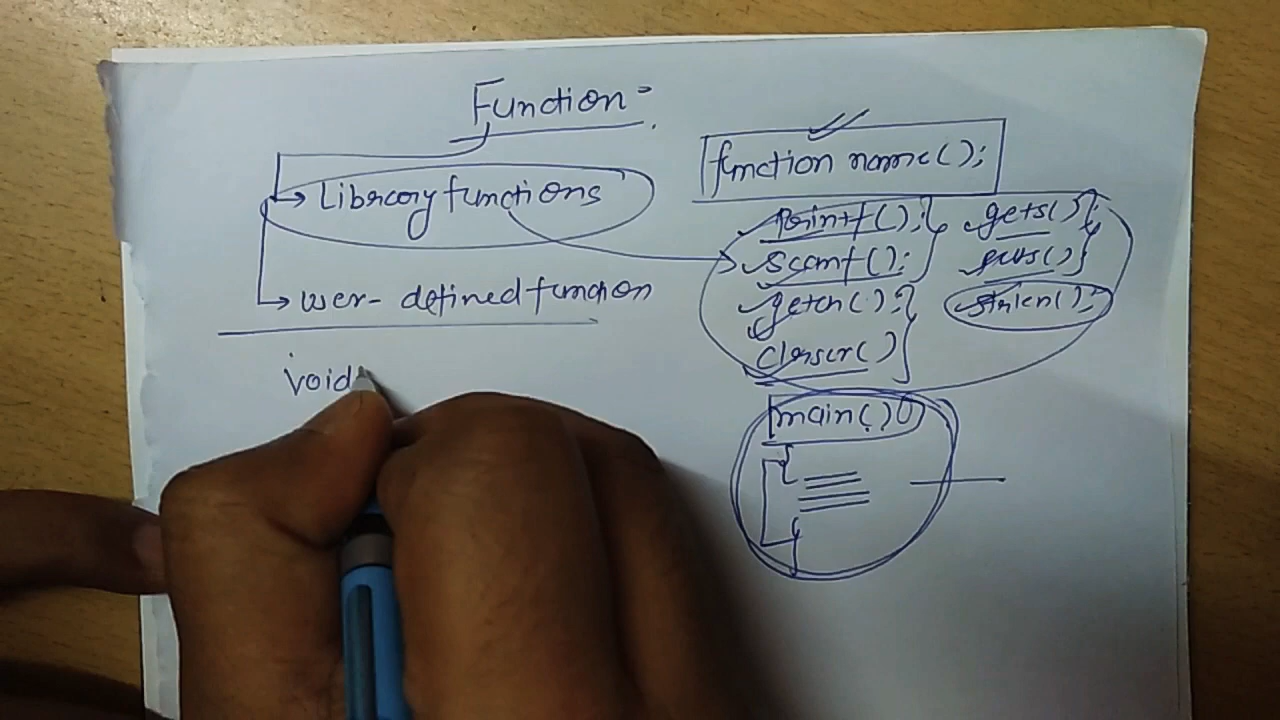 Function:
→ Library functions
→ user-defined function
void
function name();
printf(); gets();
scanf(); puts()
getch(); strlen();
clrscr()
main()